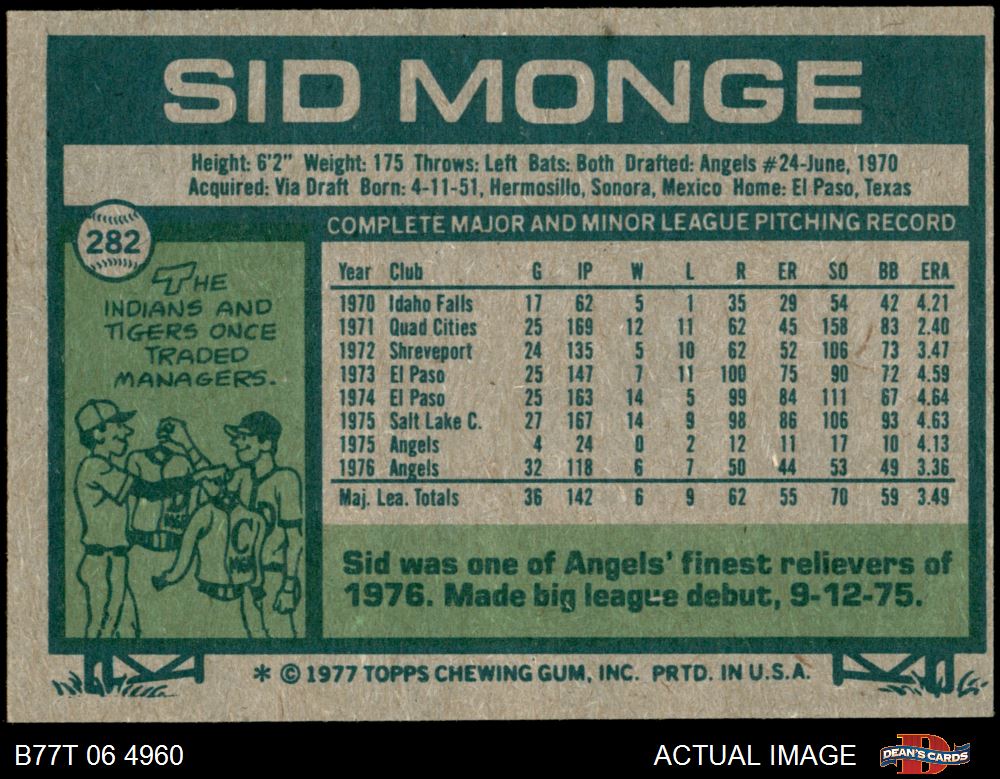 SID MONGE
Height: 6'2" Weight: 175 Throws: Left Bats: Both Drafted: Angels #24-June, 1970
Acquired: Via Draft Born: 4-11-51, Hermosillo, Sonora, Mexico Home: El Paso, Texas
282
THE
INDIANS AND
TIGERS ONCE
TRADED
MANAGERS.
C
COMPLETE MAJOR AND MINOR LEAGUE PITCHING RECORD
Year Club G IP W L R ER SO BB ERA
1970 Idaho Falls 17 62 5 1 35 29 54 42 4.21
1971 Quad Cities 25 169 12 11 62 45 158 83 2.40
1972 Shreveport 24 135 5 10 62 52 106 73 3.47
1973 El Paso 25 147 7 11 100 75 90 72 4.59
1974 El Paso 25 163 14 5 99 84 111 67 4.64
1975 Salt Lake C. 27 167 14 9 98 86 106 93 4.63
1975 Angels 4 24 0 2 12 11 17 10 4.13
1976 Angels 32 118 6 7 50 44 53 49 3.36
Maj. Lea. Totals 36 142 6 9 62 55 70 59 3.49
Sid was one of Angels' finest relievers of
1976. Made big league debut, 9-12-75.
* © 1977 TOPPS CHEWING GUM, INC. PRTD. IN U.S.A.
B77T 06 4960 ACTUAL IMAGE DEAN'S CARDS